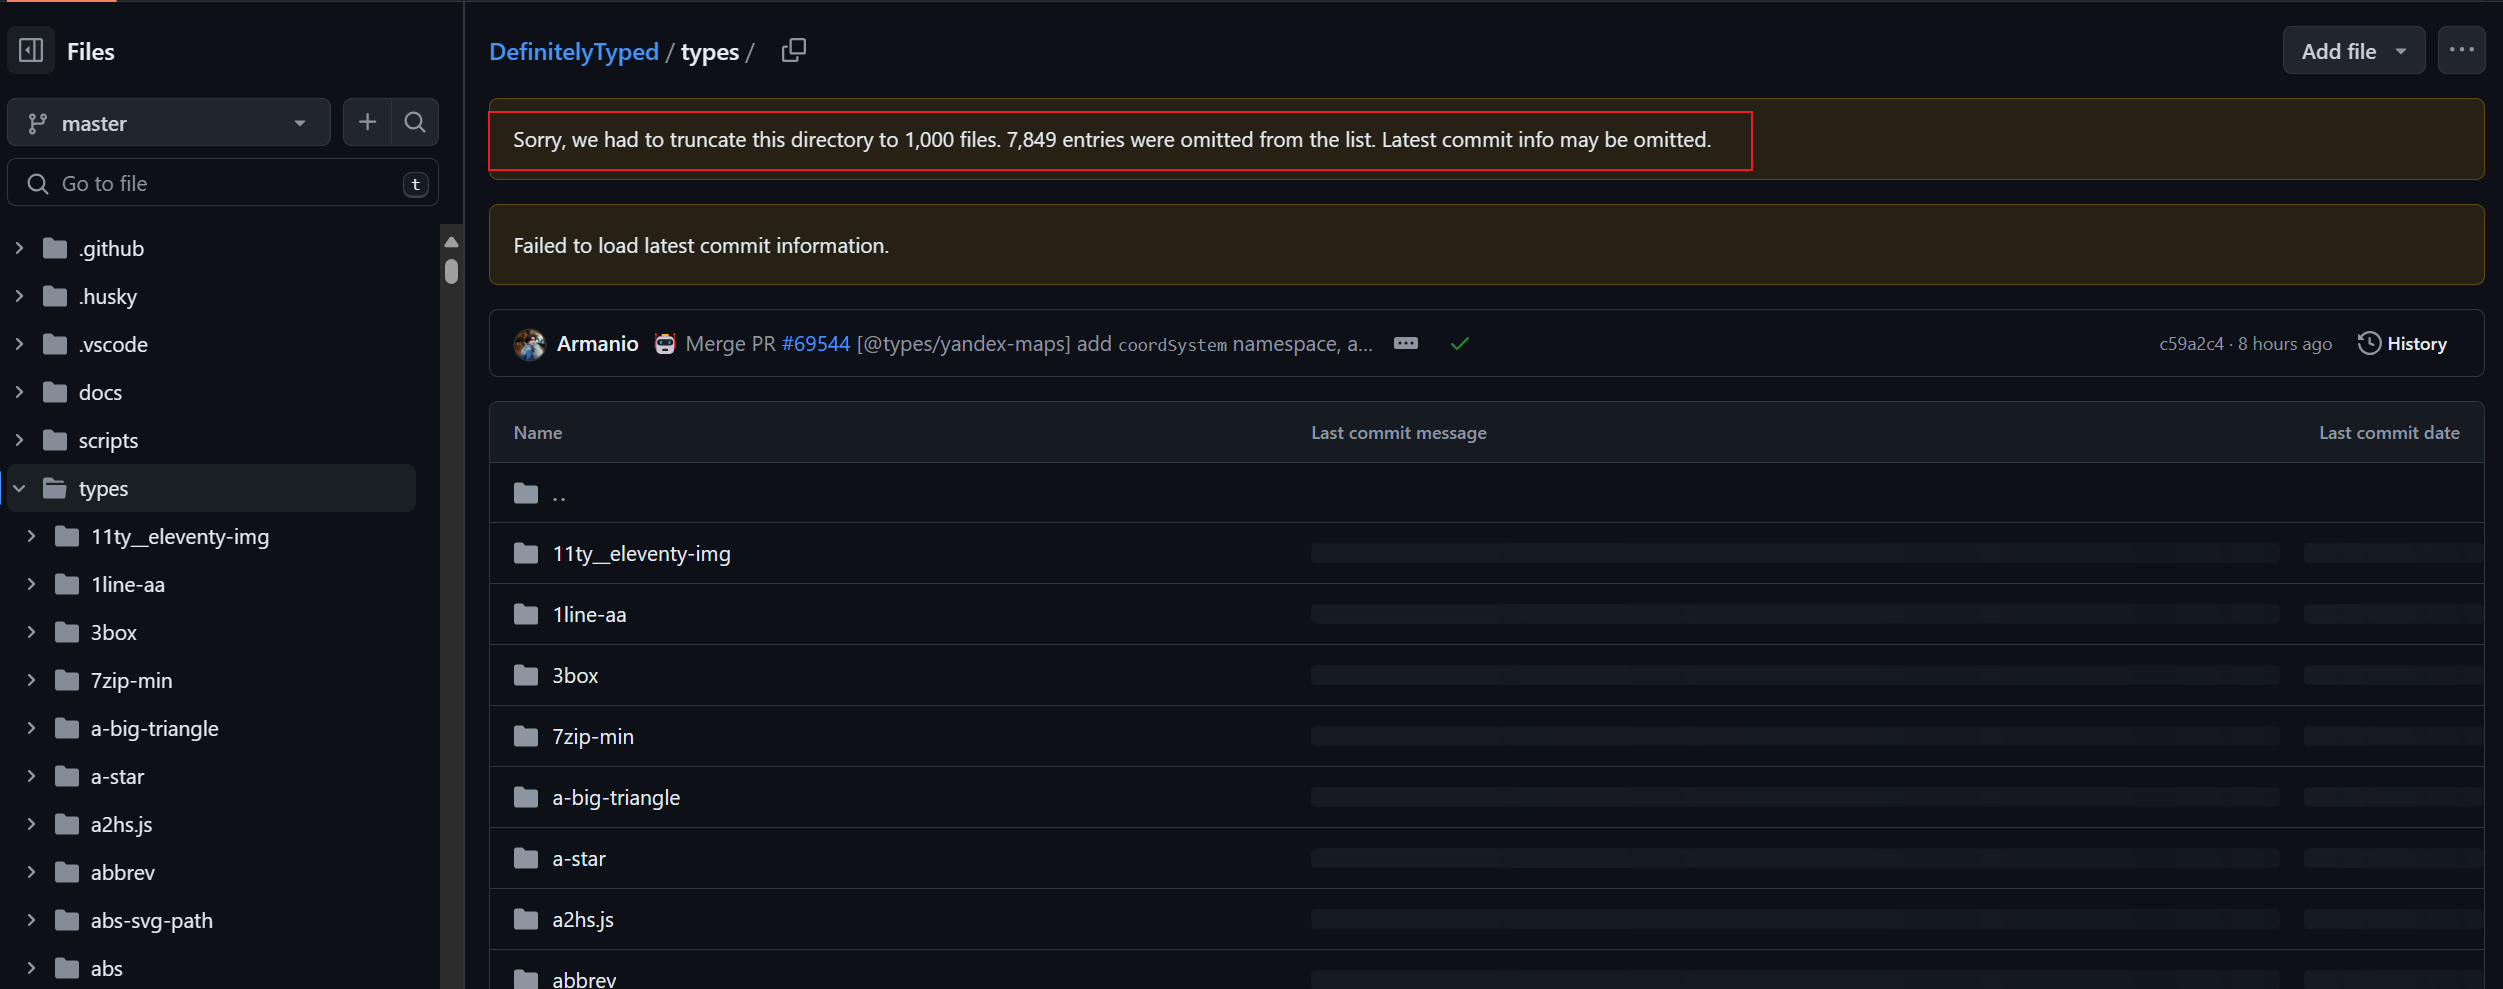 Files
master
Go to file
t
.github
.husky
.vscode
docs
scripts
types
11ty__eleventy-img
1line-aa
3box
7zip-min
a-big-triangle
a-star
a2hs.js
abbrev
abs-svg-path
abs
DefinitelyTyped / types /
Add file
Sorry, we had to truncate this directory to 1,000 files. 7,849 entries were omitted from the list. Latest commit info may be omitted.
Failed to load latest commit information.
Armanio 🤖 Merge PR #69544 [@types/yandex-maps] add coordSystem namespace, a... c59a2c4 · 8 hours ago History
Name Last commit message Last commit date
..
11ty__eleventy-img
1line-aa
3box
7zip-min
a-big-triangle
a-star
a2hs.js
abbrev